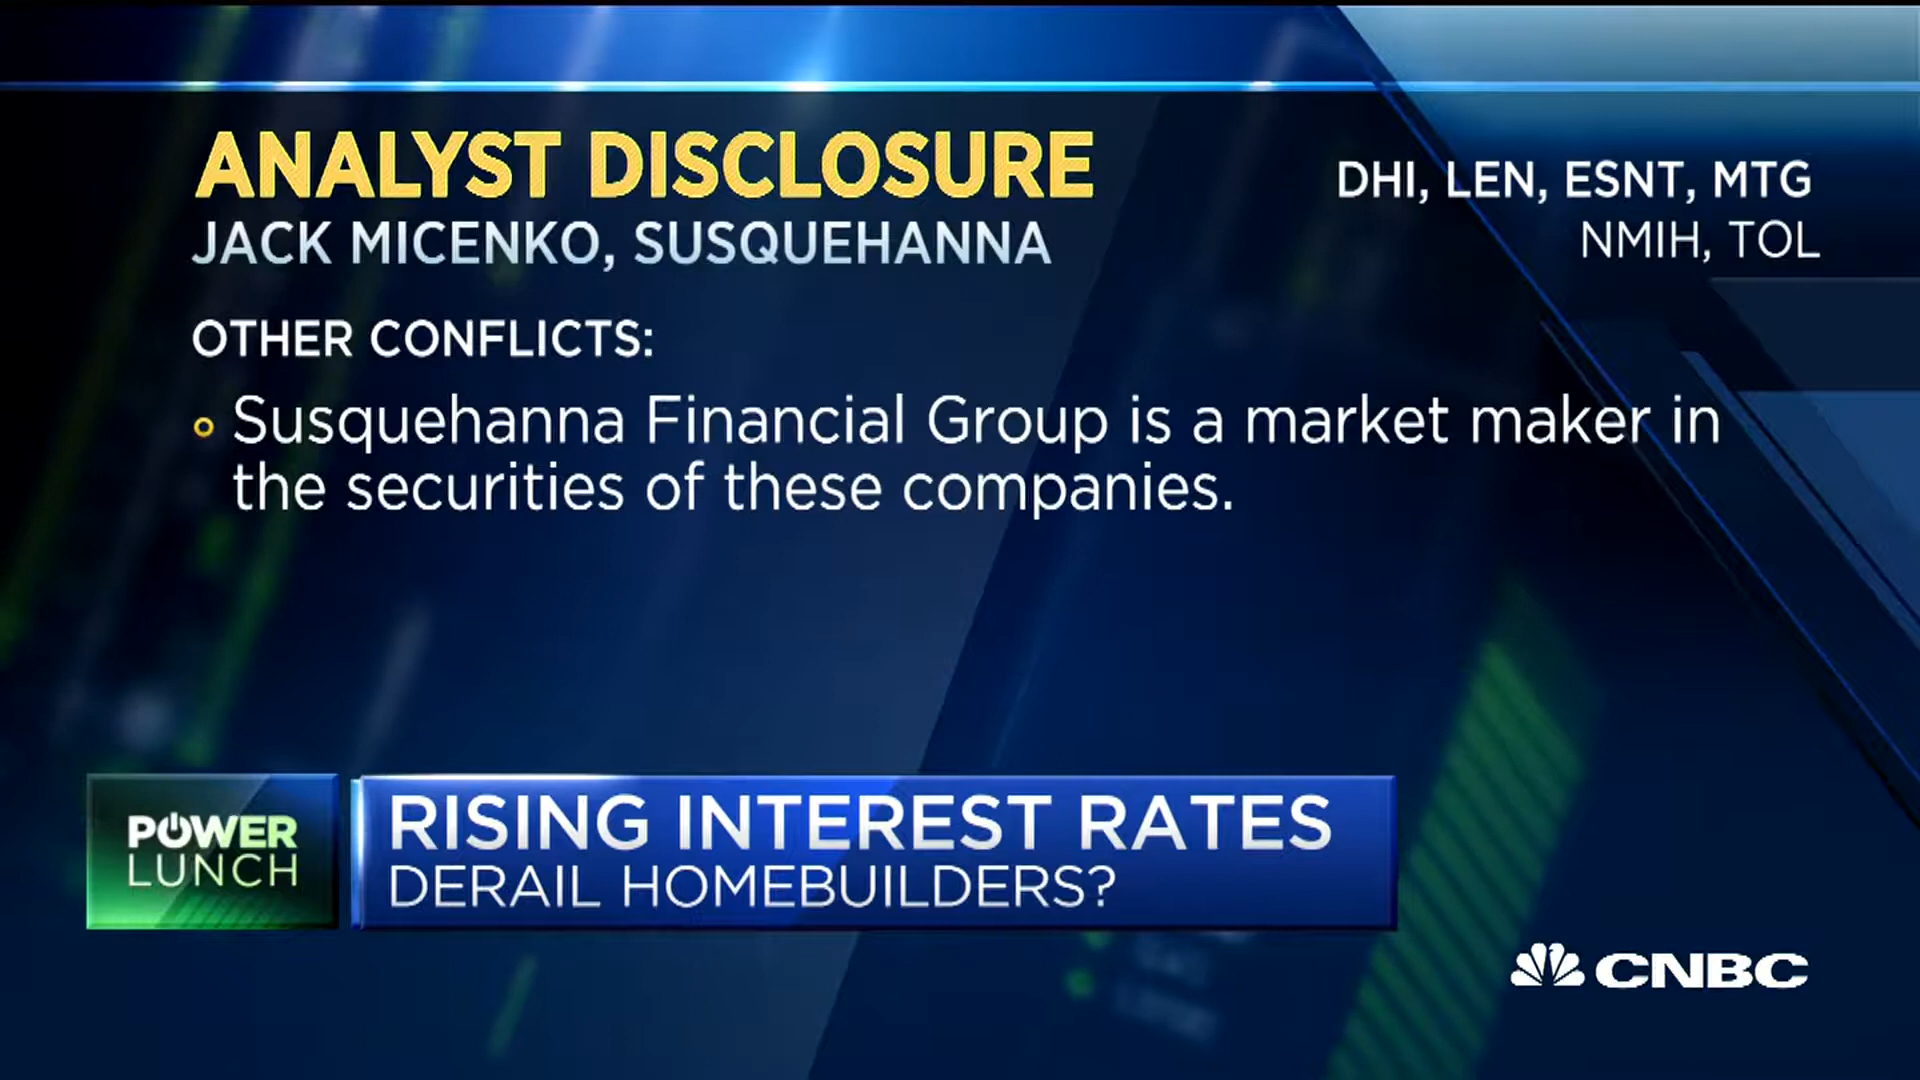 ANALYST DISCLOSURE
JACK MICENKO, SUSQUEHANNA
DHI, LEN, ESNT, MTG
NMIH, TOL
OTHER CONFLICTS:
Susquehanna Financial Group is a market maker in
the securities of these companies.
POWER
LUNCH
RISING INTEREST RATES
DERAIL HOMEBUILDERS?
CNBC